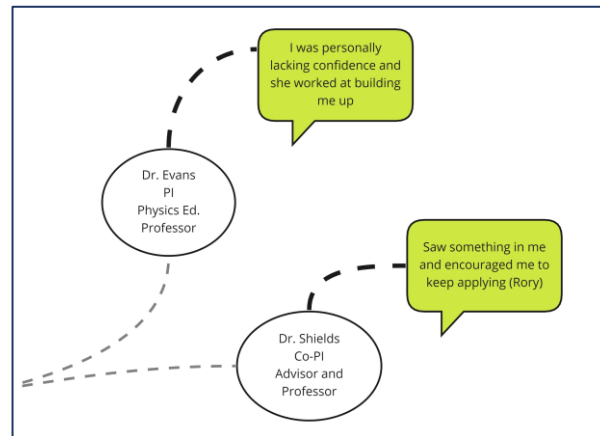 I was personally
lacking confidence and
she worked at building
me up
Dr. Evans
PI
Physics Ed.
Professor
Saw something in me
and encouraged me to
keep applying (Rory)
Dr. Shields
Co-PI
Advisor and
Professor